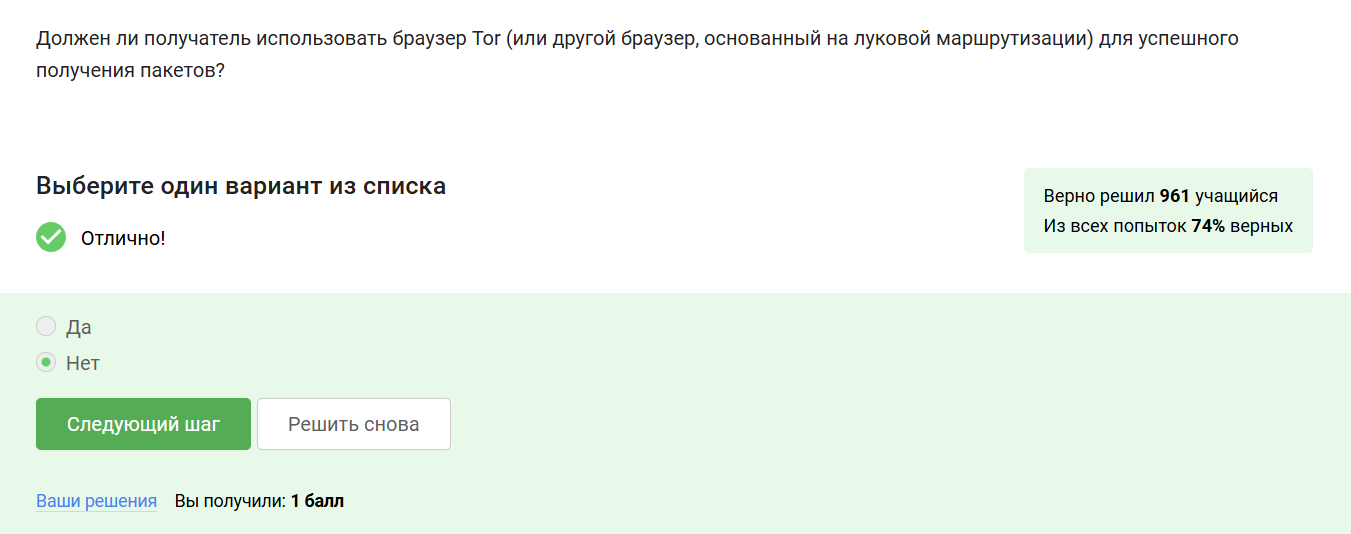 Должен ли получатель использовать браузер Tor (или другой браузер, основанный на луковой маршрутизации) для успешного
получения пакетов?
Выберите один вариант из списка
Отлично!
Верно решил 961 учащийся
Из всех попыток 74% верных
Да
Нет
Следующий шаг
Решить снова
Ваши решения Вы получили: 1 балл